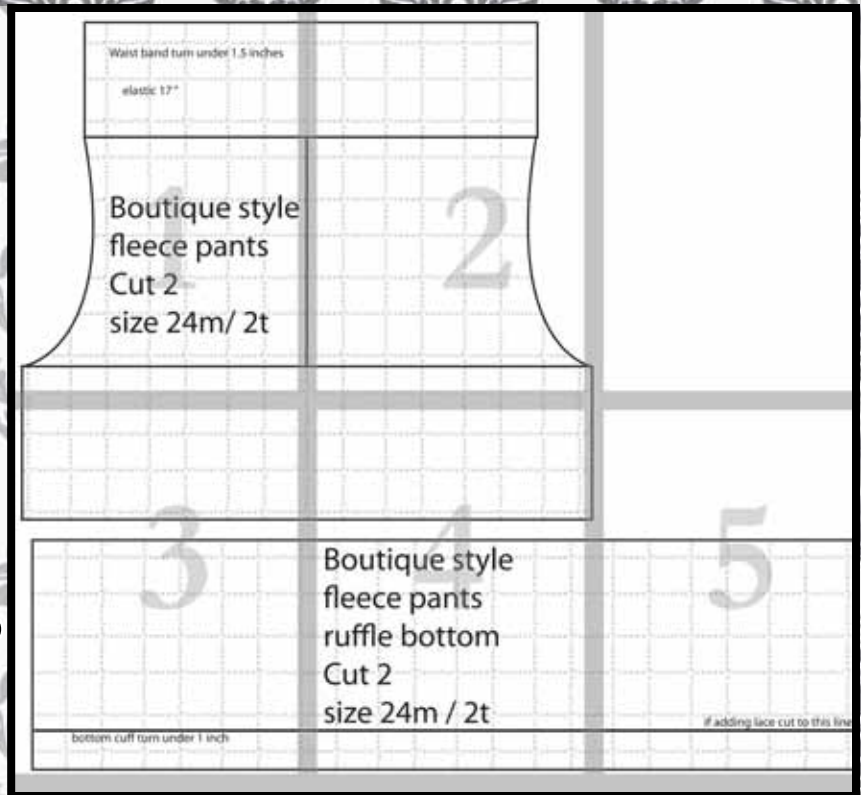 Waist band turn under 1.5 inches
elastic 17"
1
2
Boutique style
fleece pants
Cut 2
size 24m/ 2t
3
4
5
Boutique style
fleece pants
ruffle bottom
Cut 2
size 24m / 2t
if adding lace cut to this line
bottom cuff turn under 1 inch